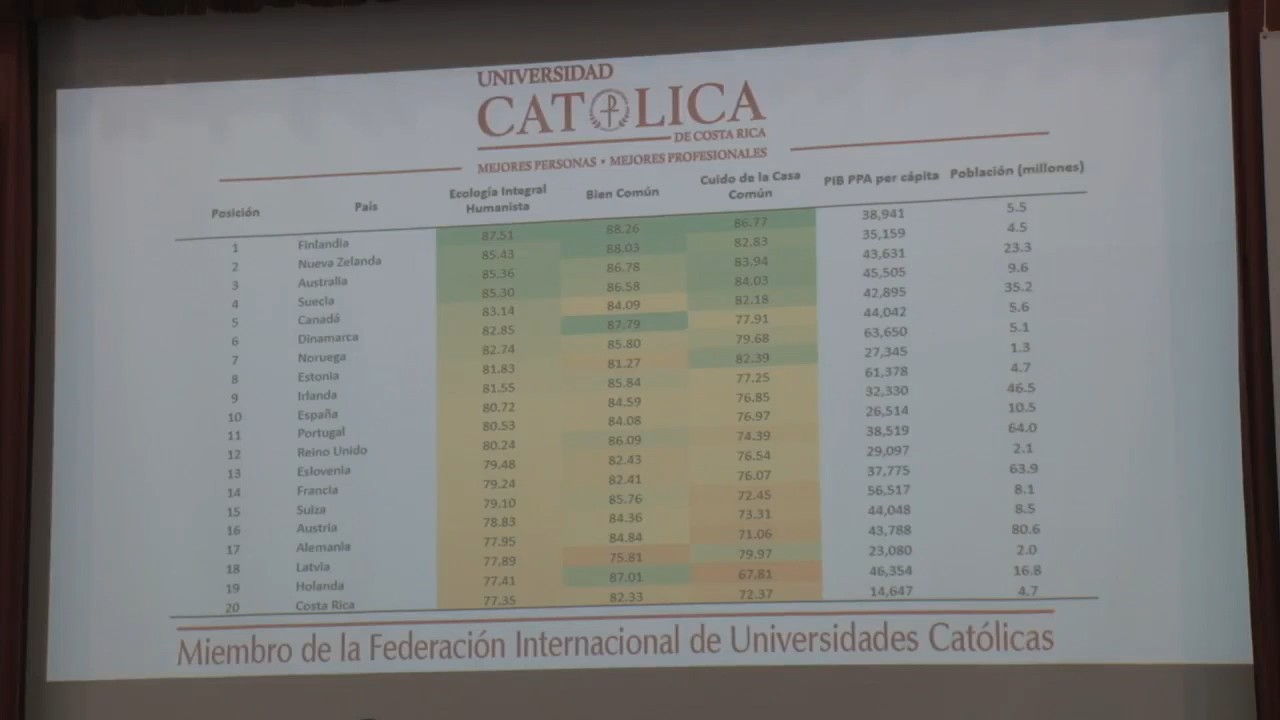 UNIVERSIDAD
CATOLICA
DE COSTA RICA
MEJORES PERSONAS • MEJORES PROFESIONALES
Posición País Ecología Integral Humanista Bien Común Cuido de la Casa Común PIB PPA per cápita Población (millones)
1 Finlandia 87.51 88.26 86.77 38,941 5.5
2 Nueva Zelanda 85.43 88.03 82.83 35,159 4.5
3 Australia 85.36 86.78 83.94 43,631 23.3
4 Suecia 85.30 86.58 84.03 45,505 9.6
5 Canadá 83.14 84.09 82.18 42,895 35.2
6 Dinamarca 82.85 87.79 77.91 44,042 5.6
7 Noruega 82.74 85.80 79.68 63,650 5.1
8 Estonia 81.83 81.27 82.39 27,345 1.3
9 Irlanda 81.55 85.84 77.25 61,378 4.7
10 España 80.72 84.59 76.85 32,330 46.5
11 Portugal 80.53 84.08 76.97 26,514 10.5
12 Reino Unido 80.24 86.09 74.39 38,519 64.0
13 Eslovenia 79.48 82.43 76.54 29,097 2.1
14 Francia 79.24 82.41 76.07 37,775 63.9
15 Suiza 79.10 85.76 72.45 56,517 8.1
16 Austria 78.83 84.36 73.31 44,048 8.5
17 Alemania 77.95 84.84 71.06 43,788 80.6
18 Latvia 77.89 75.81 79.97 23,080 2.0
19 Holanda 77.41 87.01 67.81 46,354 16.8
20 Costa Rica 77.35 82.33 72.37 14,647 4.7
Miembro de la Federación Internacional de Universidades Católicas